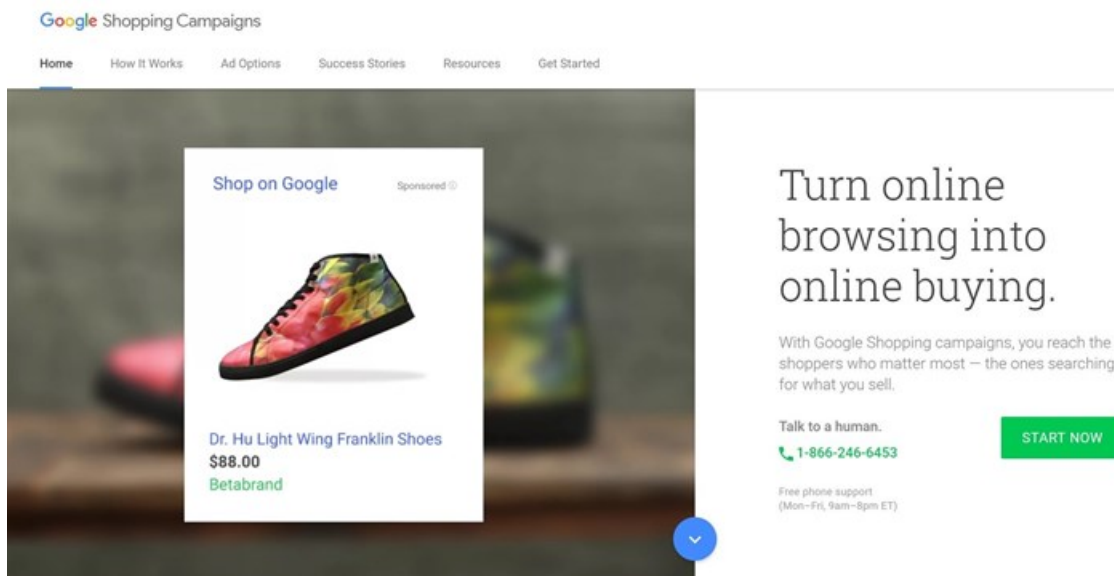 Google Shopping Campaigns
Home How It Works Ad Options Success Stories Resources Get Started
Shop on Google Sponsored
Dr. Hu Light Wing Franklin Shoes
$88.00
Betabrand
Turn online
browsing into
online buying.
With Google Shopping campaigns, you reach the
shoppers who matter most — the ones searching
for what you sell.
Talk to a human.
1-866-246-6453
START NOW
Free phone support
(Mon–Fri, 9am–8pm ET)